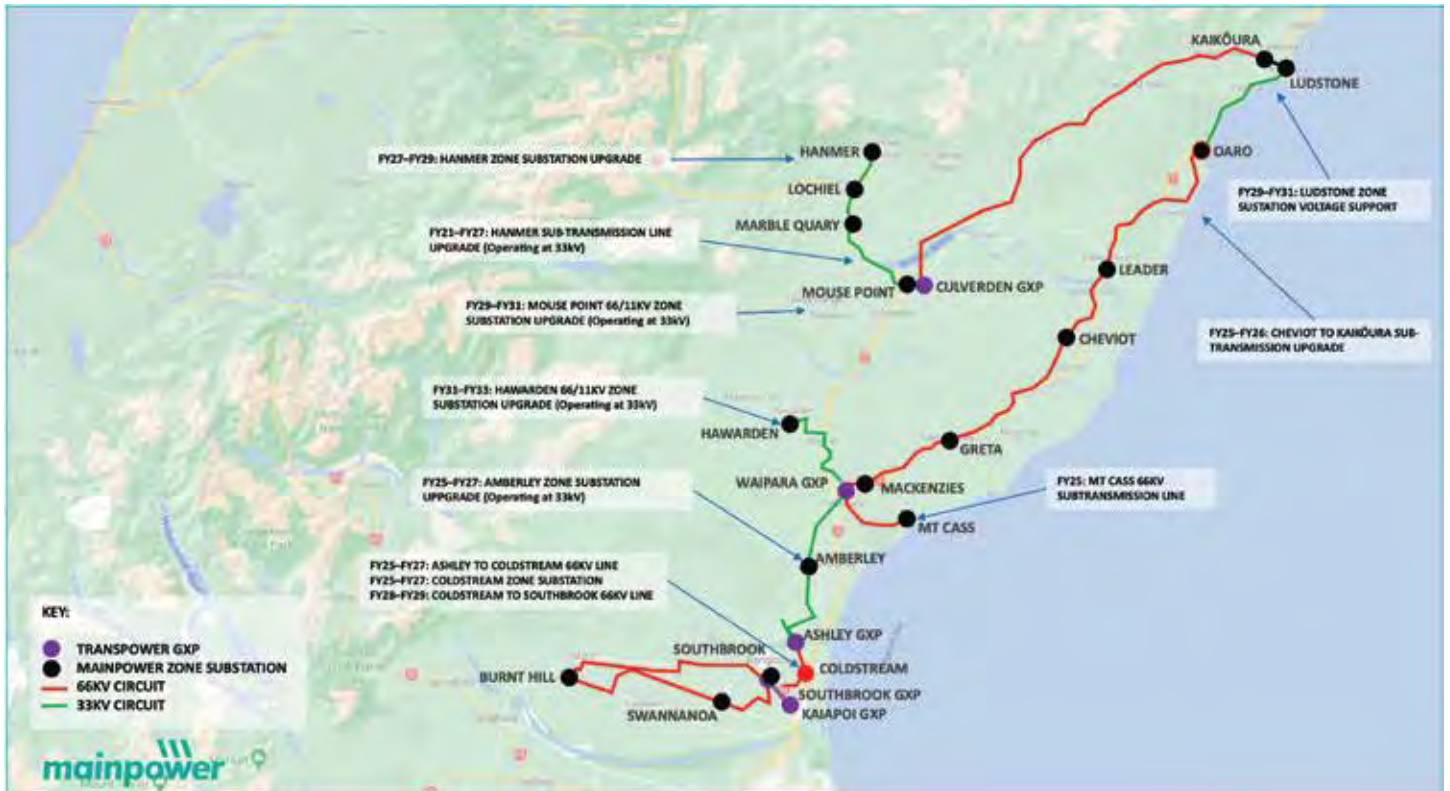 KAIKŌURA
LUDSTONE
OARO
HANMER
LOCHIEL
MARBLE QUARY
MOUSE POINT
CULVERDEN GXP
LEADER
CHEVIOT
GRETA
HAWARDEN
WAIPARA GXP
MACKENZIES
MT CASS
AMBERLEY
ASHLEY GXP
COLDSTREAM
SOUTHBROOK
SOUTHBROOK GXP
KAIAPOI GXP
BURNT HILL
SWANNANOA
FY27–FY29: HANMER ZONE SUBSTATION UPGRADE
FY21–FY27: HANMER SUB-TRANSMISSION LINE
UPGRADE (Operating at 33kV)
FY29–FY31: MOUSE POINT 66/11KV ZONE
SUBSTATION UPGRADE (Operating at 33kV)
FY31–FY33: HAWARDEN 66/11KV ZONE
SUBSTATION UPGRADE (Operating at 33kV)
FY25–FY27: AMBERLEY ZONE SUBSTATION
UPPGRADE (Operating at 33kV)
FY25–FY27: ASHLEY TO COLDSTREAM 66KV LINE
FY25–FY27: COLDSTREAM ZONE SUBSTATION
FY28–FY29: COLDSTREAM TO SOUTHBROOK 66KV LINE
FY29–FY31: LUDSTONE ZONE
SUSTATION VOLTAGE SUPPORT
FY25–FY26: CHEVIOT TO KAIKŌURA SUB-
TRANSMISSION UPGRADE
FY25: MT CASS 66KV
SUBTRANSMISSION LINE
KEY:
TRANSPOWER GXP
MAINPOWER ZONE SUBSTATION
66KV CIRCUIT
33KV CIRCUIT
mainpower